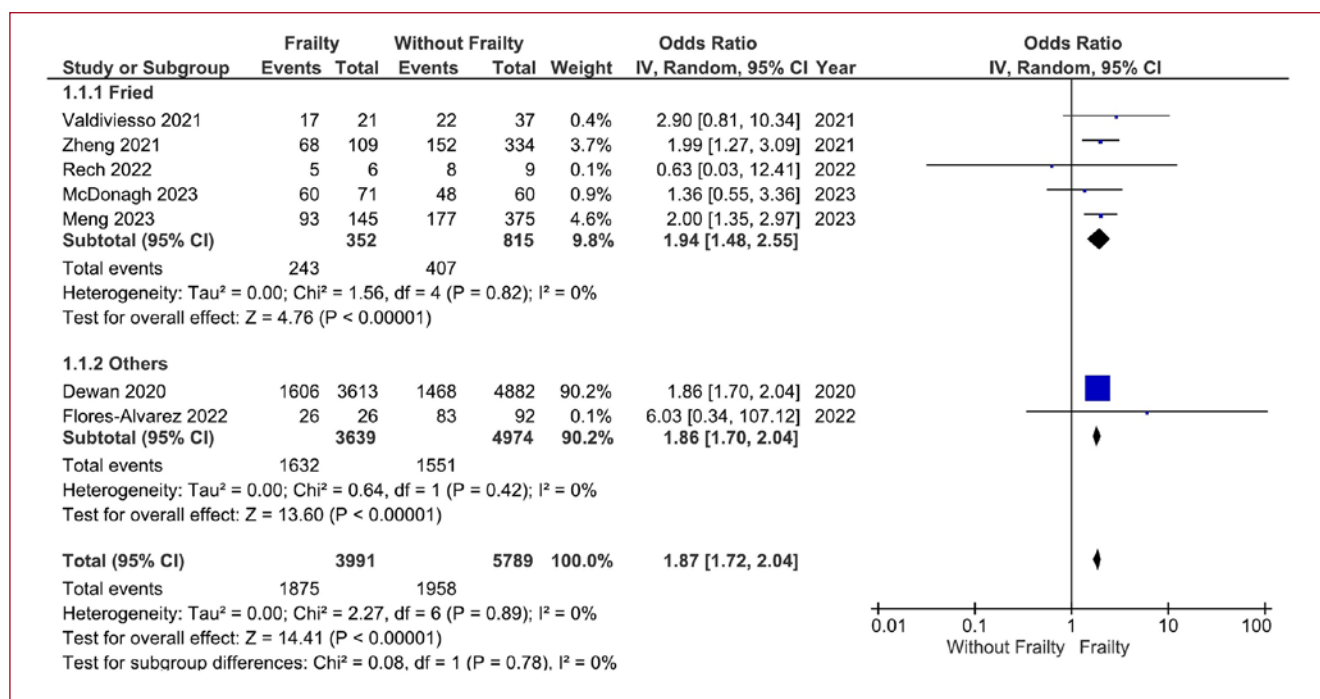 Frailty Without Frailty Odds Ratio Odds Ratio
Study or Subgroup Events Total Events Total Weight IV, Random, 95% CI Year IV, Random, 95% CI
1.1.1 Fried
Valdiviesso 2021 17 21 22 37 0.4% 2.90 [0.81, 10.34] 2021
Zheng 2021 68 109 152 334 3.7% 1.99 [1.27, 3.09] 2021
Rech 2022 5 6 8 9 0.1% 0.63 [0.03, 12.41] 2022
McDonagh 2023 60 71 48 60 0.9% 1.36 [0.55, 3.36] 2023
Meng 2023 93 145 177 375 4.6% 2.00 [1.35, 2.97] 2023
Subtotal (95% CI) 352 815 9.8% 1.94 [1.48, 2.55]
Total events 243 407
Heterogeneity: Tau² = 0.00; Chi² = 1.56, df = 4 (P = 0.82); I² = 0%
Test for overall effect: Z = 4.76 (P < 0.00001)
1.1.2 Others
Dewan 2020 1606 3613 1468 4882 90.2% 1.86 [1.70, 2.04] 2020
Flores-Alvarez 2022 26 26 83 92 0.1% 6.03 [0.34, 107.12] 2022
Subtotal (95% CI) 3639 4974 90.2% 1.86 [1.70, 2.04]
Total events 1632 1551
Heterogeneity: Tau² = 0.00; Chi² = 0.64, df = 1 (P = 0.42); I² = 0%
Test for overall effect: Z = 13.60 (P < 0.00001)
Total (95% CI) 3991 5789 100.0% 1.87 [1.72, 2.04]
Total events 1875 1958
Heterogeneity: Tau² = 0.00; Chi² = 2.27, df = 6 (P = 0.89); I² = 0%
Test for overall effect: Z = 14.41 (P < 0.00001)
Test for subgroup differences: Chi² = 0.08, df = 1 (P = 0.78), I² = 0%
0.01 0.1 1 10 100
Without Frailty Frailty